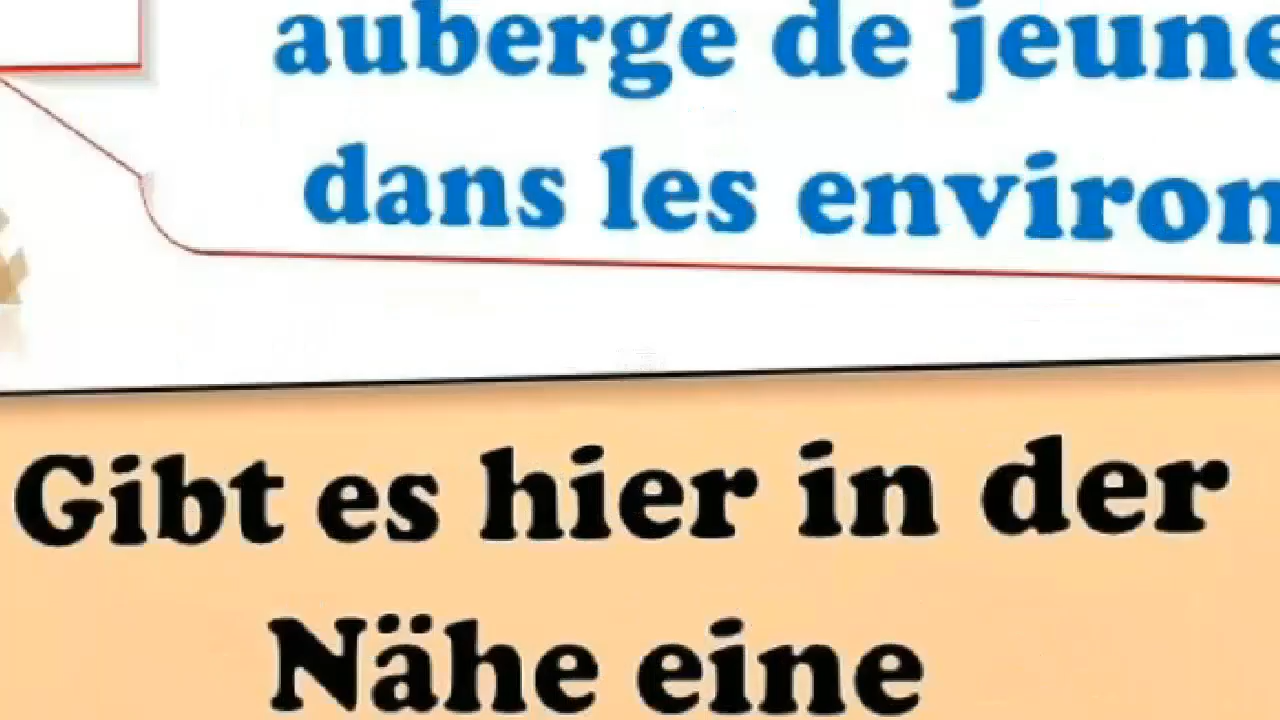 auberge de jeune
dans les environ
Gibt es hier in der
Nähe eine